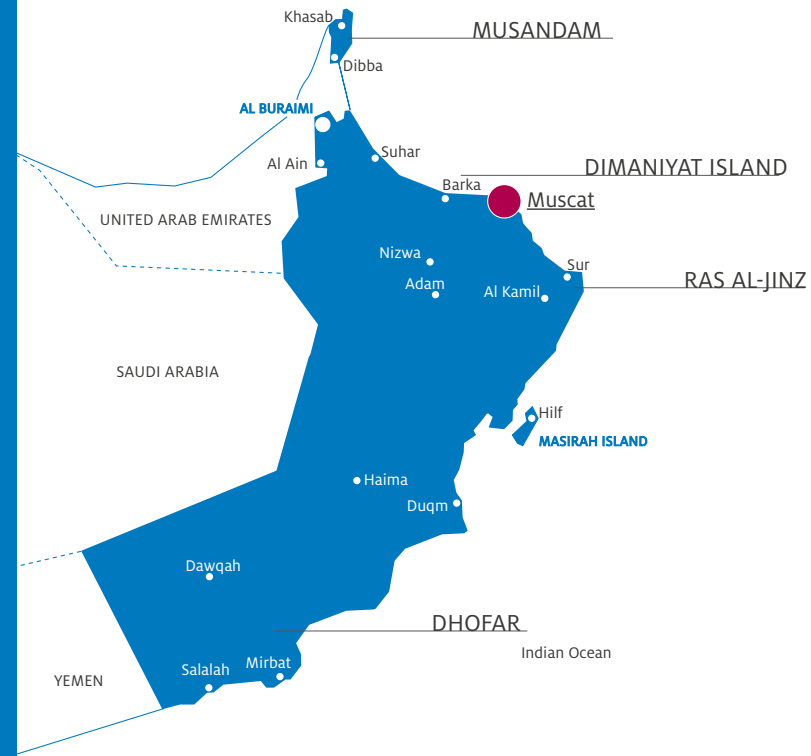 Khasab
MUSANDAM
Dibba
AL BURAIMI
Suhar
Al Ain
DIMANIYAT ISLAND
Barka
Muscat
UNITED ARAB EMIRATES
Nizwa
Sur
Adam
Al Kamil
RAS AL-JINZ
SAUDI ARABIA
Hilf
MASIRAH ISLAND
Haima
Duqm
Dawqah
DHOFAR
Indian Ocean
Mirbat
Salalah
YEMEN